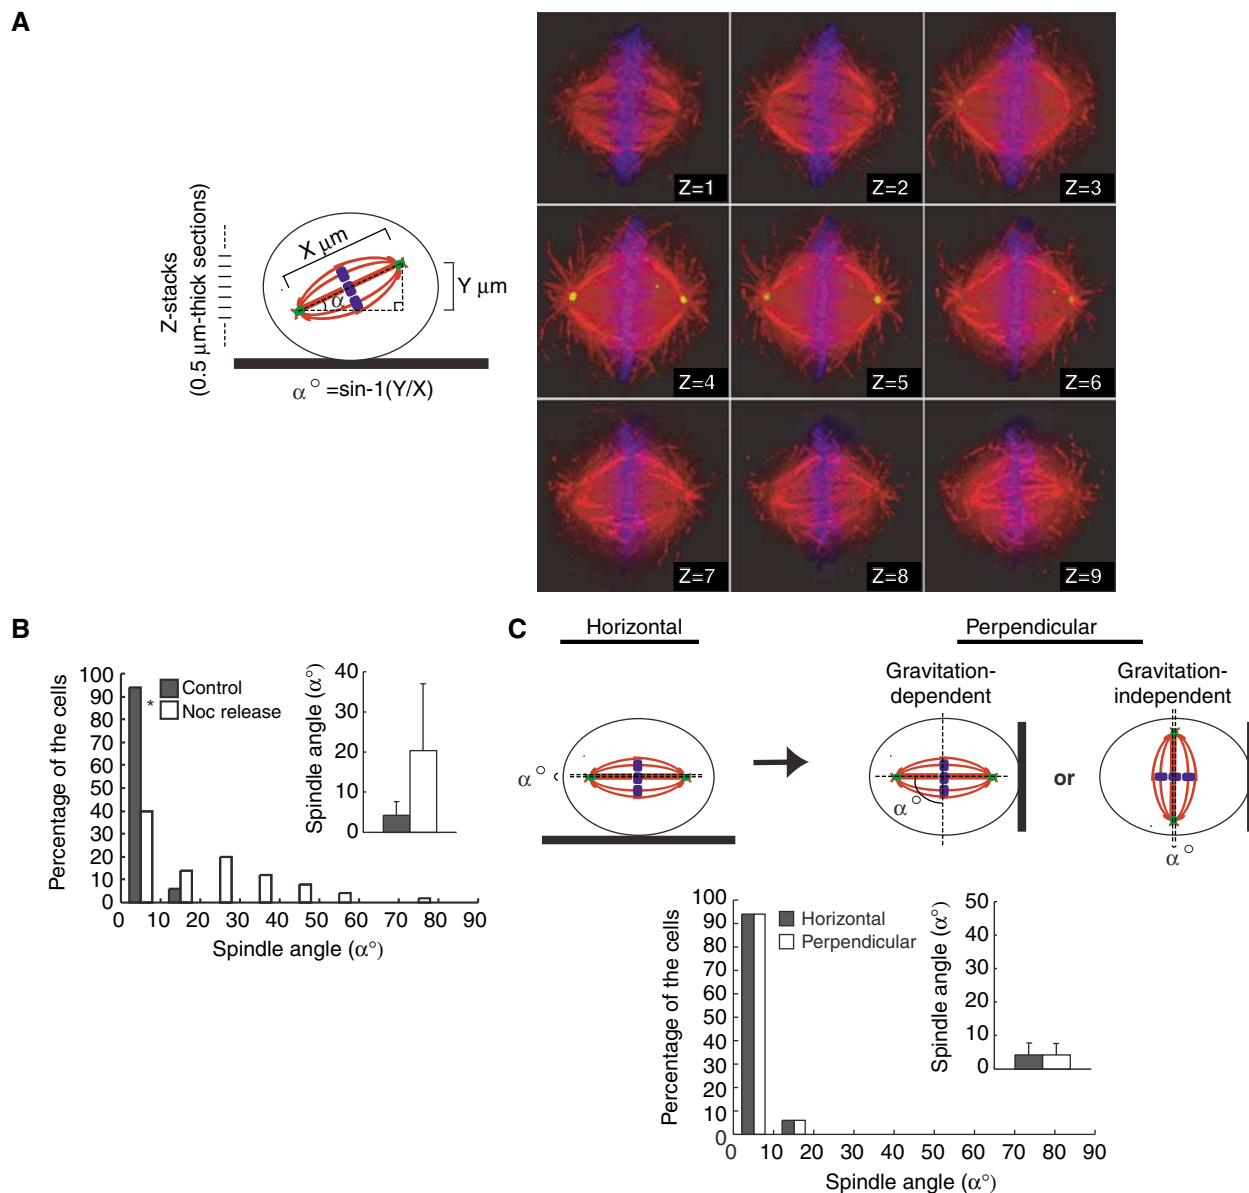 A
Z-stacks
(0.5 μm-thick sections)
X μm
Y μm
α
α° =sin-1(Y/X)
Z=1
Z=2
Z=3
Z=4
Z=5
Z=6
Z=7
Z=8
Z=9
B
Percentage of the cells
100
90
80
70
60
50
40
30
20
10
0
*
Control
Noc release
0 10 20 30 40 50 60 70 80 90
Spindle angle (α°)
Spindle angle (α°)
40
30
20
10
0
C
Horizontal
Perpendicular
Gravitation-
dependent
Gravitation-
independent
α°
α°
or
α°
Percentage of the cells
100
90
80
70
60
50
40
30
20
10
0
Horizontal
Perpendicular
0 10 20 30 40 50 60 70 80 90
Spindle angle (α°)
Spindle angle (α°)
50
40
30
20
10
0